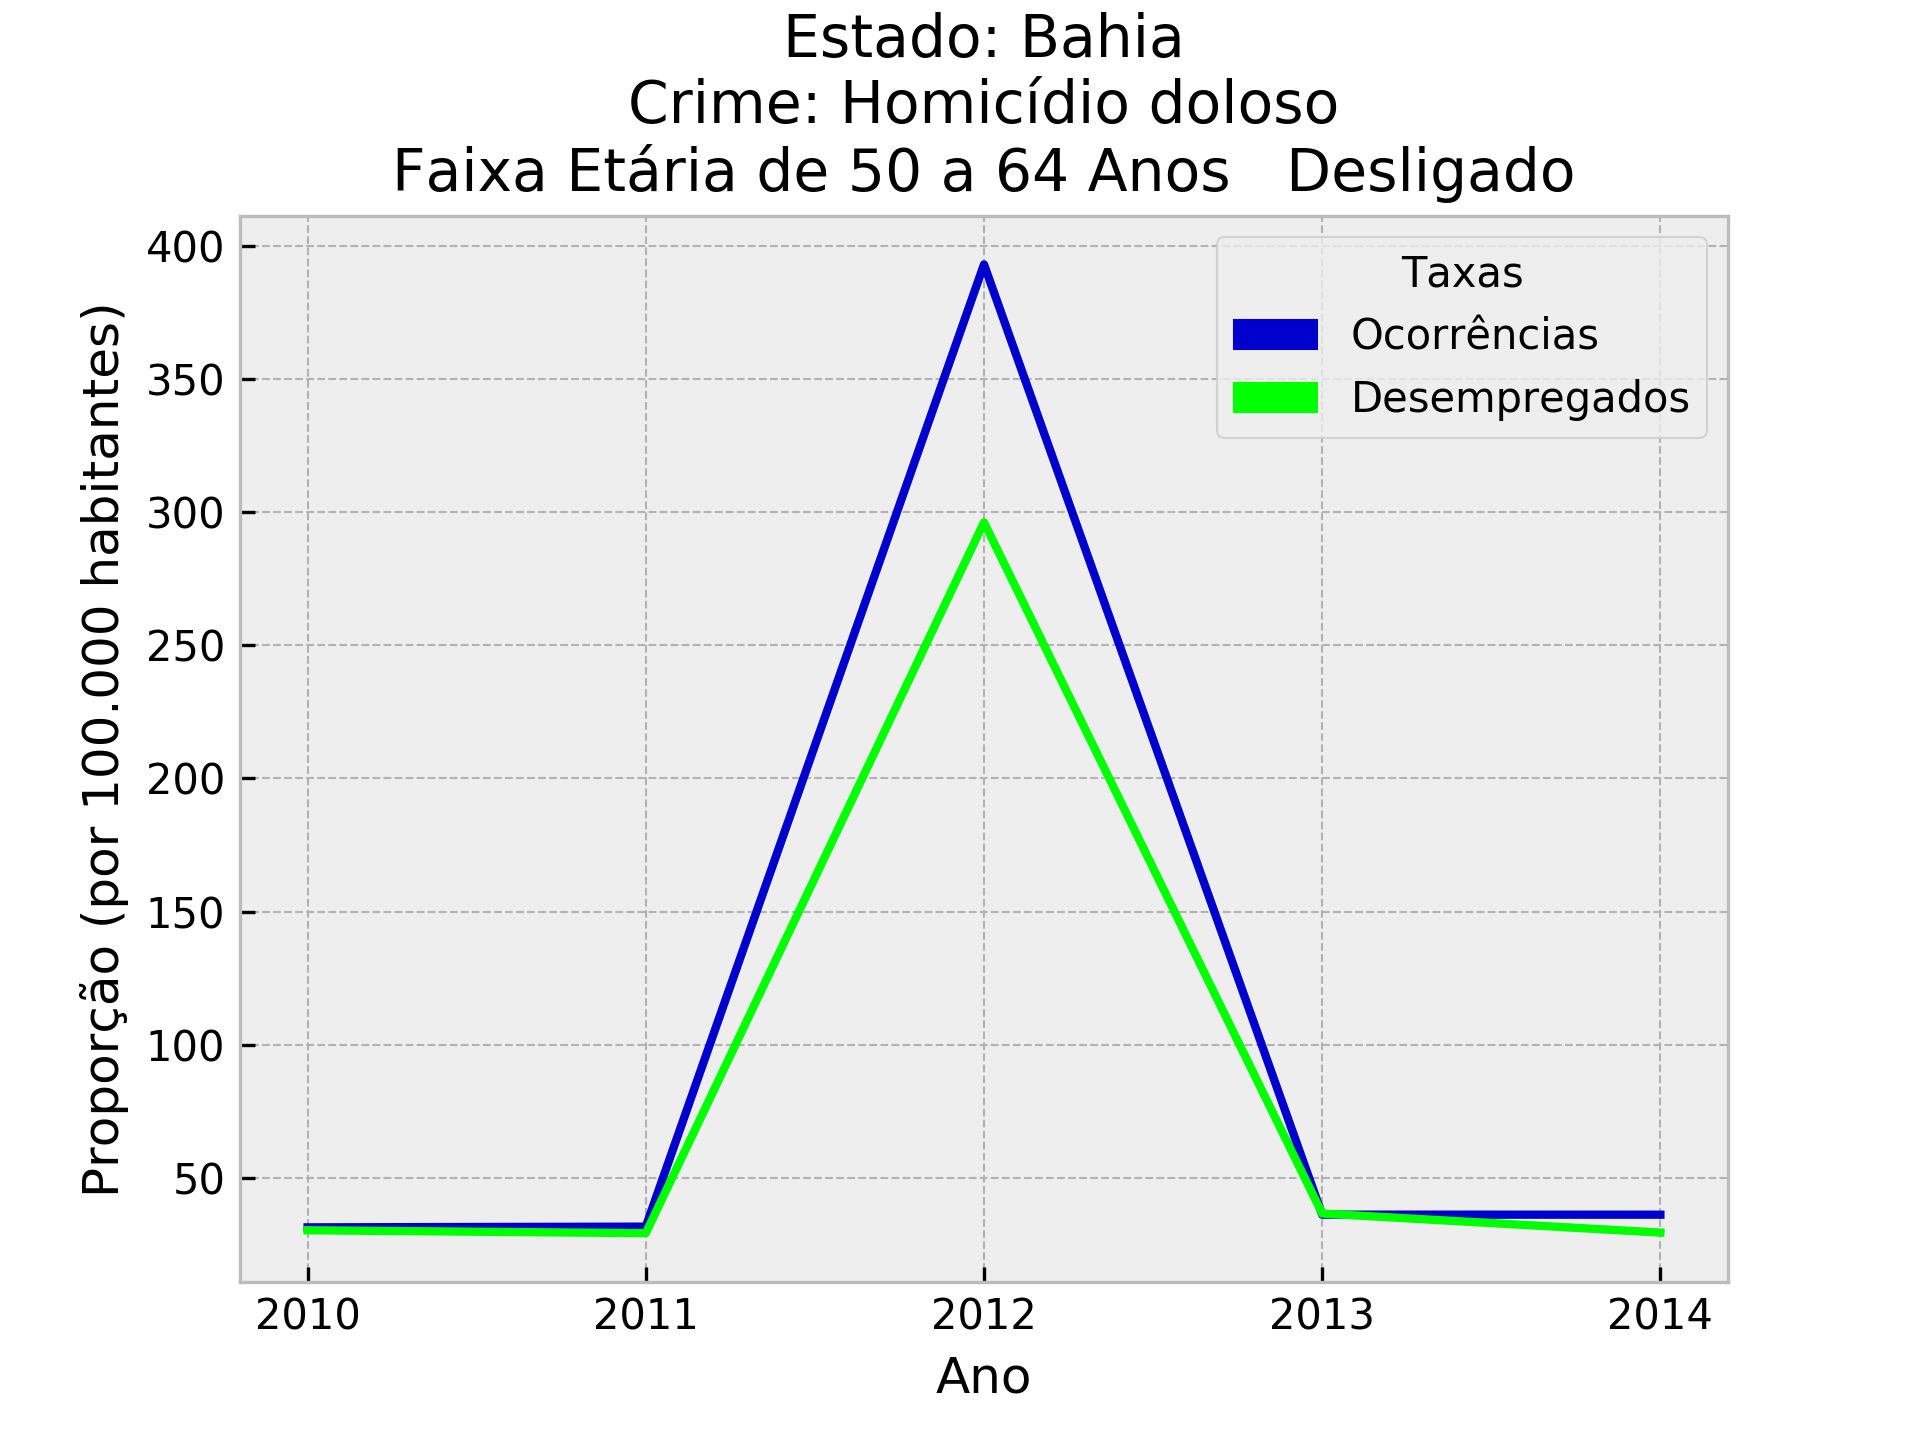 Estado: Bahia
Crime: Homicídio doloso
Faixa Etária de 50 a 64 Anos   Desligado
Taxas
Ocorrências
Desempregados
Proporção (por 100.000 habitantes)
400
350
300
250
200
150
100
50
2010 2011 2012 2013 2014
Ano